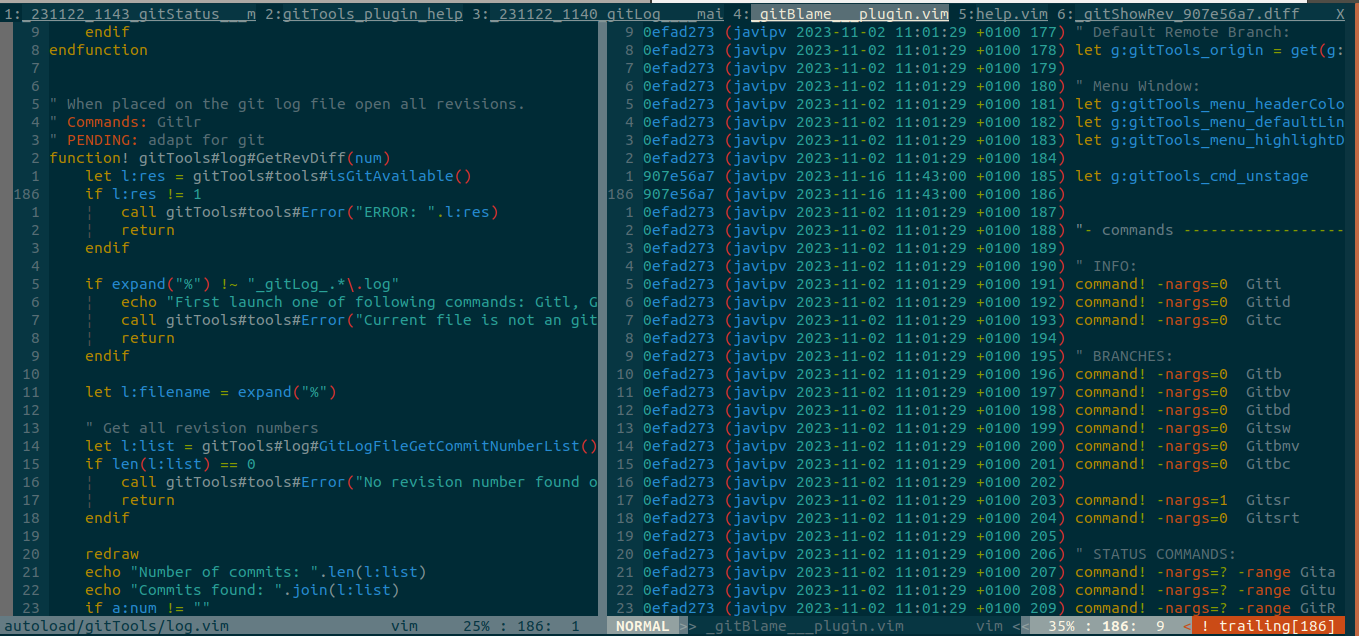 1:_231122_1143_gitStatus___m 2:gitTools_plugin_help 3:_231122_1140_gitLog____mai 4:_gitBlame___plugin.vim 5:help.vim 6:_gitShowRev_907e56a7.diff X
9 endif
8 endfunction
7
6
5 " When placed on the git log file open all revisions.
4 " Commands: Gitlr
3 " PENDING: adapt for git
2 function! gitTools#log#GetRevDiff(num)
1 let l:res = gitTools#tools#isGitAvailable()
186 if l:res != 1
1 ¦ call gitTools#tools#Error("ERROR: ".l:res)
2 ¦ return
3 endif
4
5 if expand("%") !~ "_gitLog_.*\.log"
6 ¦ echo "First launch one of following commands: Gitl, G
7 ¦ call gitTools#tools#Error("Current file is not an git
8 ¦ return
9 endif
10
11 let l:filename = expand("%")
12
13 " Get all revision numbers
14 let l:list = gitTools#log#GitLogFileGetCommitNumberList()
15 if len(l:list) == 0
16 ¦ call gitTools#tools#Error("No revision number found o
17 ¦ return
18 endif
19
20 redraw
21 echo "Number of commits: ".len(l:list)
22 echo "Commits found: ".join(l:list)
23 if a:num != ""
autoload/gitTools/log.vim vim 25% : 186: 1
9 0efad273 (javipv 2023-11-02 11:01:29 +0100 177) " Default Remote Branch:
8 0efad273 (javipv 2023-11-02 11:01:29 +0100 178) let g:gitTools_origin = get(g:
7 0efad273 (javipv 2023-11-02 11:01:29 +0100 179)
6 0efad273 (javipv 2023-11-02 11:01:29 +0100 180) " Menu Window:
5 0efad273 (javipv 2023-11-02 11:01:29 +0100 181) let g:gitTools_menu_headerColo
4 0efad273 (javipv 2023-11-02 11:01:29 +0100 182) let g:gitTools_menu_defaultLin
3 0efad273 (javipv 2023-11-02 11:01:29 +0100 183) let g:gitTools_menu_highlightD
2 0efad273 (javipv 2023-11-02 11:01:29 +0100 184)
1 907e56a7 (javipv 2023-11-16 11:43:00 +0100 185) let g:gitTools_cmd_unstage
186 907e56a7 (javipv 2023-11-16 11:43:00 +0100 186)
1 0efad273 (javipv 2023-11-02 11:01:29 +0100 187)
2 0efad273 (javipv 2023-11-02 11:01:29 +0100 188) "- commands ------------------
3 0efad273 (javipv 2023-11-02 11:01:29 +0100 189)
4 0efad273 (javipv 2023-11-02 11:01:29 +0100 190) " INFO:
5 0efad273 (javipv 2023-11-02 11:01:29 +0100 191) command! -nargs=0 Giti
6 0efad273 (javipv 2023-11-02 11:01:29 +0100 192) command! -nargs=0 Gitid
7 0efad273 (javipv 2023-11-02 11:01:29 +0100 193) command! -nargs=0 Gitc
8 0efad273 (javipv 2023-11-02 11:01:29 +0100 194)
9 0efad273 (javipv 2023-11-02 11:01:29 +0100 195) " BRANCHES:
10 0efad273 (javipv 2023-11-02 11:01:29 +0100 196) command! -nargs=0 Gitb
11 0efad273 (javipv 2023-11-02 11:01:29 +0100 197) command! -nargs=0 Gitbv
12 0efad273 (javipv 2023-11-02 11:01:29 +0100 198) command! -nargs=0 Gitbd
13 0efad273 (javipv 2023-11-02 11:01:29 +0100 199) command! -nargs=0 Gitsw
14 0efad273 (javipv 2023-11-02 11:01:29 +0100 200) command! -nargs=0 Gitbmv
15 0efad273 (javipv 2023-11-02 11:01:29 +0100 201) command! -nargs=0 Gitbc
16 0efad273 (javipv 2023-11-02 11:01:29 +0100 202)
17 0efad273 (javipv 2023-11-02 11:01:29 +0100 203) command! -nargs=1 Gitsr
18 0efad273 (javipv 2023-11-02 11:01:29 +0100 204) command! -nargs=0 Gitsrt
19 0efad273 (javipv 2023-11-02 11:01:29 +0100 205)
20 0efad273 (javipv 2023-11-02 11:01:29 +0100 206) " STATUS COMMANDS:
21 0efad273 (javipv 2023-11-02 11:01:29 +0100 207) command! -nargs=? -range Gita
22 0efad273 (javipv 2023-11-02 11:01:29 +0100 208) command! -nargs=? -range Gitu
23 0efad273 (javipv 2023-11-02 11:01:29 +0100 209) command! -nargs=? -range GitR
NORMAL >> _gitBlame___plugin.vim vim << 35% : 186: 9 < ! trailing[186]